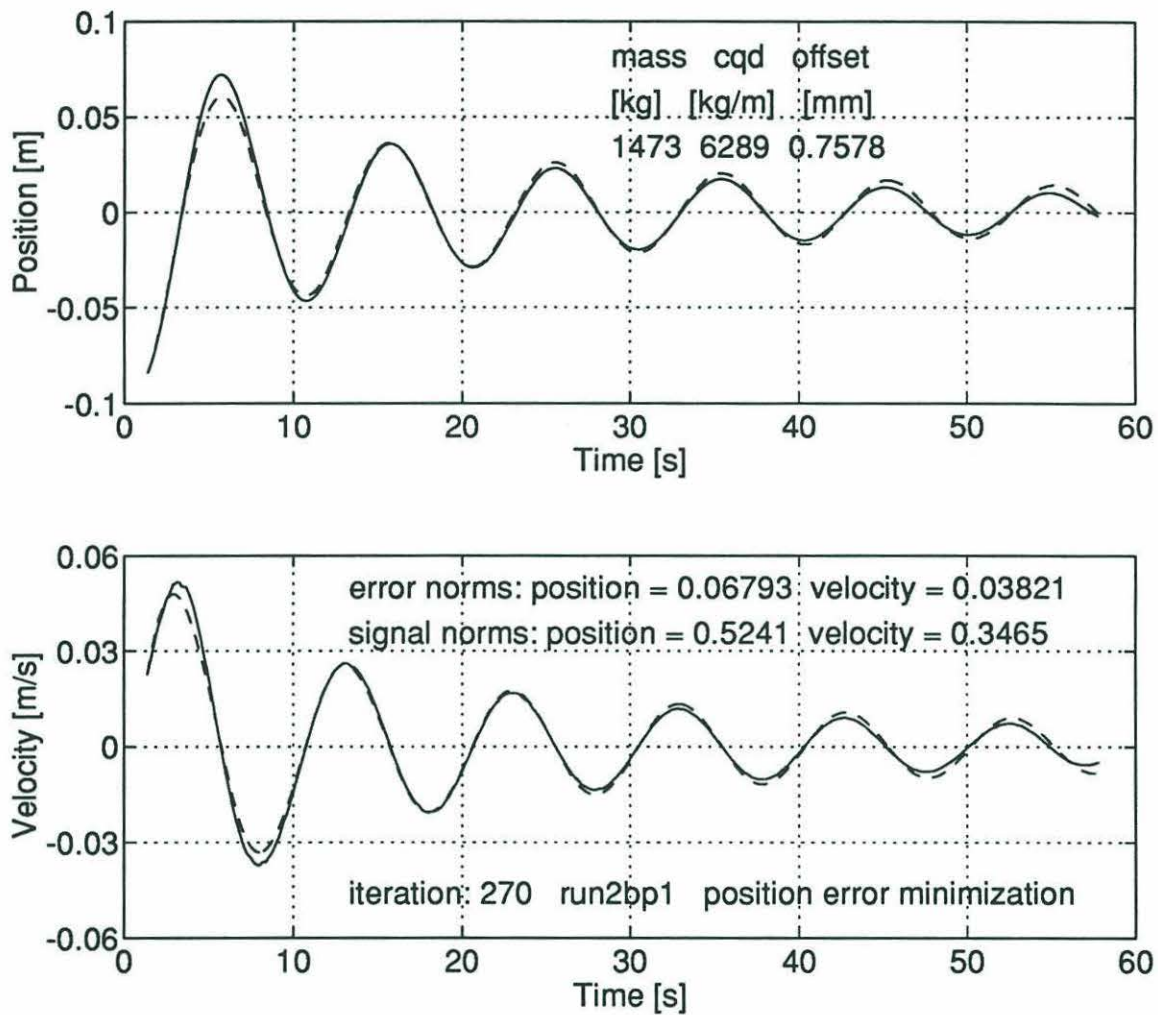 0.1
0.05
0
-0.05
-0.1
Position [m]
mass cqd offset
[kg] [kg/m] [mm]
1473 6289 0.7578
0 10 20 30 40 50 60
Time [s]
0.06
0.03
0
-0.03
-0.06
Velocity [m/s]
error norms: position = 0.06793 velocity = 0.03821
signal norms: position = 0.5241 velocity = 0.3465
iteration: 270 run2bp1 position error minimization
0 10 20 30 40 50 60
Time [s]